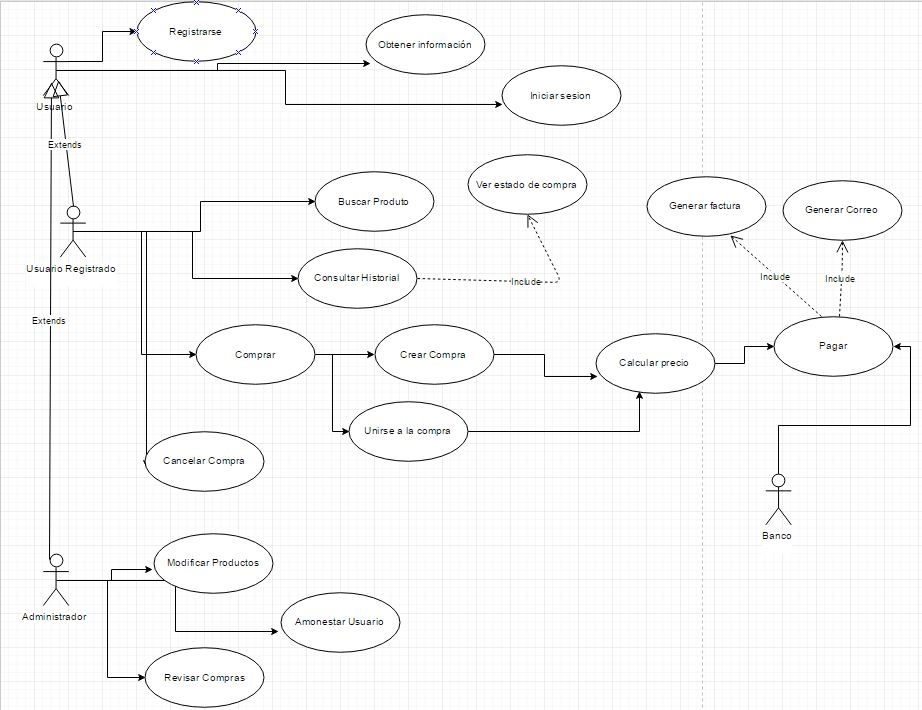 Registrarse
Obtener información
Usuario
Iniciar sesion
Extends
Buscar Produto
Ver estado de compra
Generar factura
Generar Correo
Usuario Registrado
Consultar Historial
Include
Include
Include
Extends
Comprar
Crear Compra
Calcular precio
Pagar
Unirse a la compra
Cancelar Compra
Banco
Modificar Productos
Administrador
Amonestar Usuario
Revisar Compras